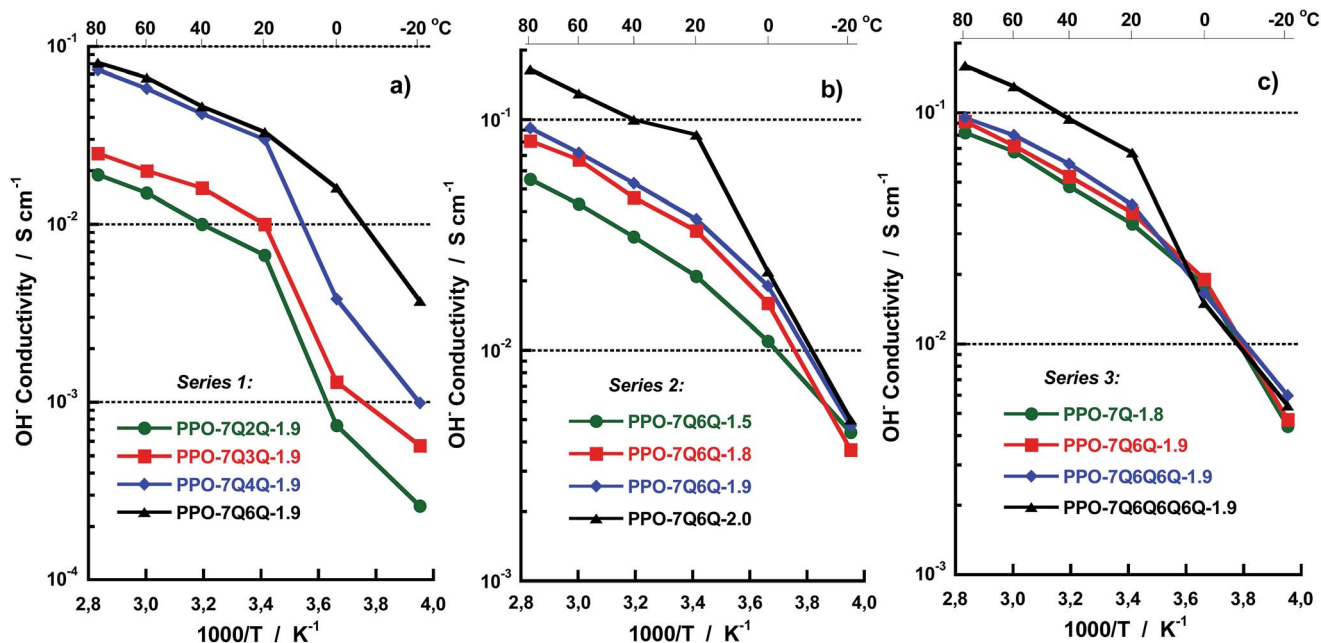 80 60 40 20 0 -20 °C
a)
10⁻¹
10⁻²
10⁻³
10⁻⁴
OH⁻ Conductivity / S cm⁻¹
Series 1:
PPO-7Q2Q-1.9
PPO-7Q3Q-1.9
PPO-7Q4Q-1.9
PPO-7Q6Q-1.9
2,8 3,0 3,2 3,4 3,6 3,8 4,0
1000/T / K⁻¹
80 60 40 20 0 -20 °C
b)
10⁻¹
10⁻²
10⁻³
OH⁻ Conductivity / S cm⁻¹
Series 2:
PPO-7Q6Q-1.5
PPO-7Q6Q-1.8
PPO-7Q6Q-1.9
PPO-7Q6Q-2.0
2,8 3,0 3,2 3,4 3,6 3,8 4,0
1000/T / K⁻¹
80 60 40 20 0 -20 °C
c)
10⁻¹
10⁻²
10⁻³
OH⁻ Conductivity / S cm⁻¹
Series 3:
PPO-7Q-1.8
PPO-7Q6Q-1.9
PPO-7Q6Q6Q-1.9
PPO-7Q6Q6Q6Q-1.9
2,8 3,0 3,2 3,4 3,6 3,8 4,0
1000/T / K⁻¹